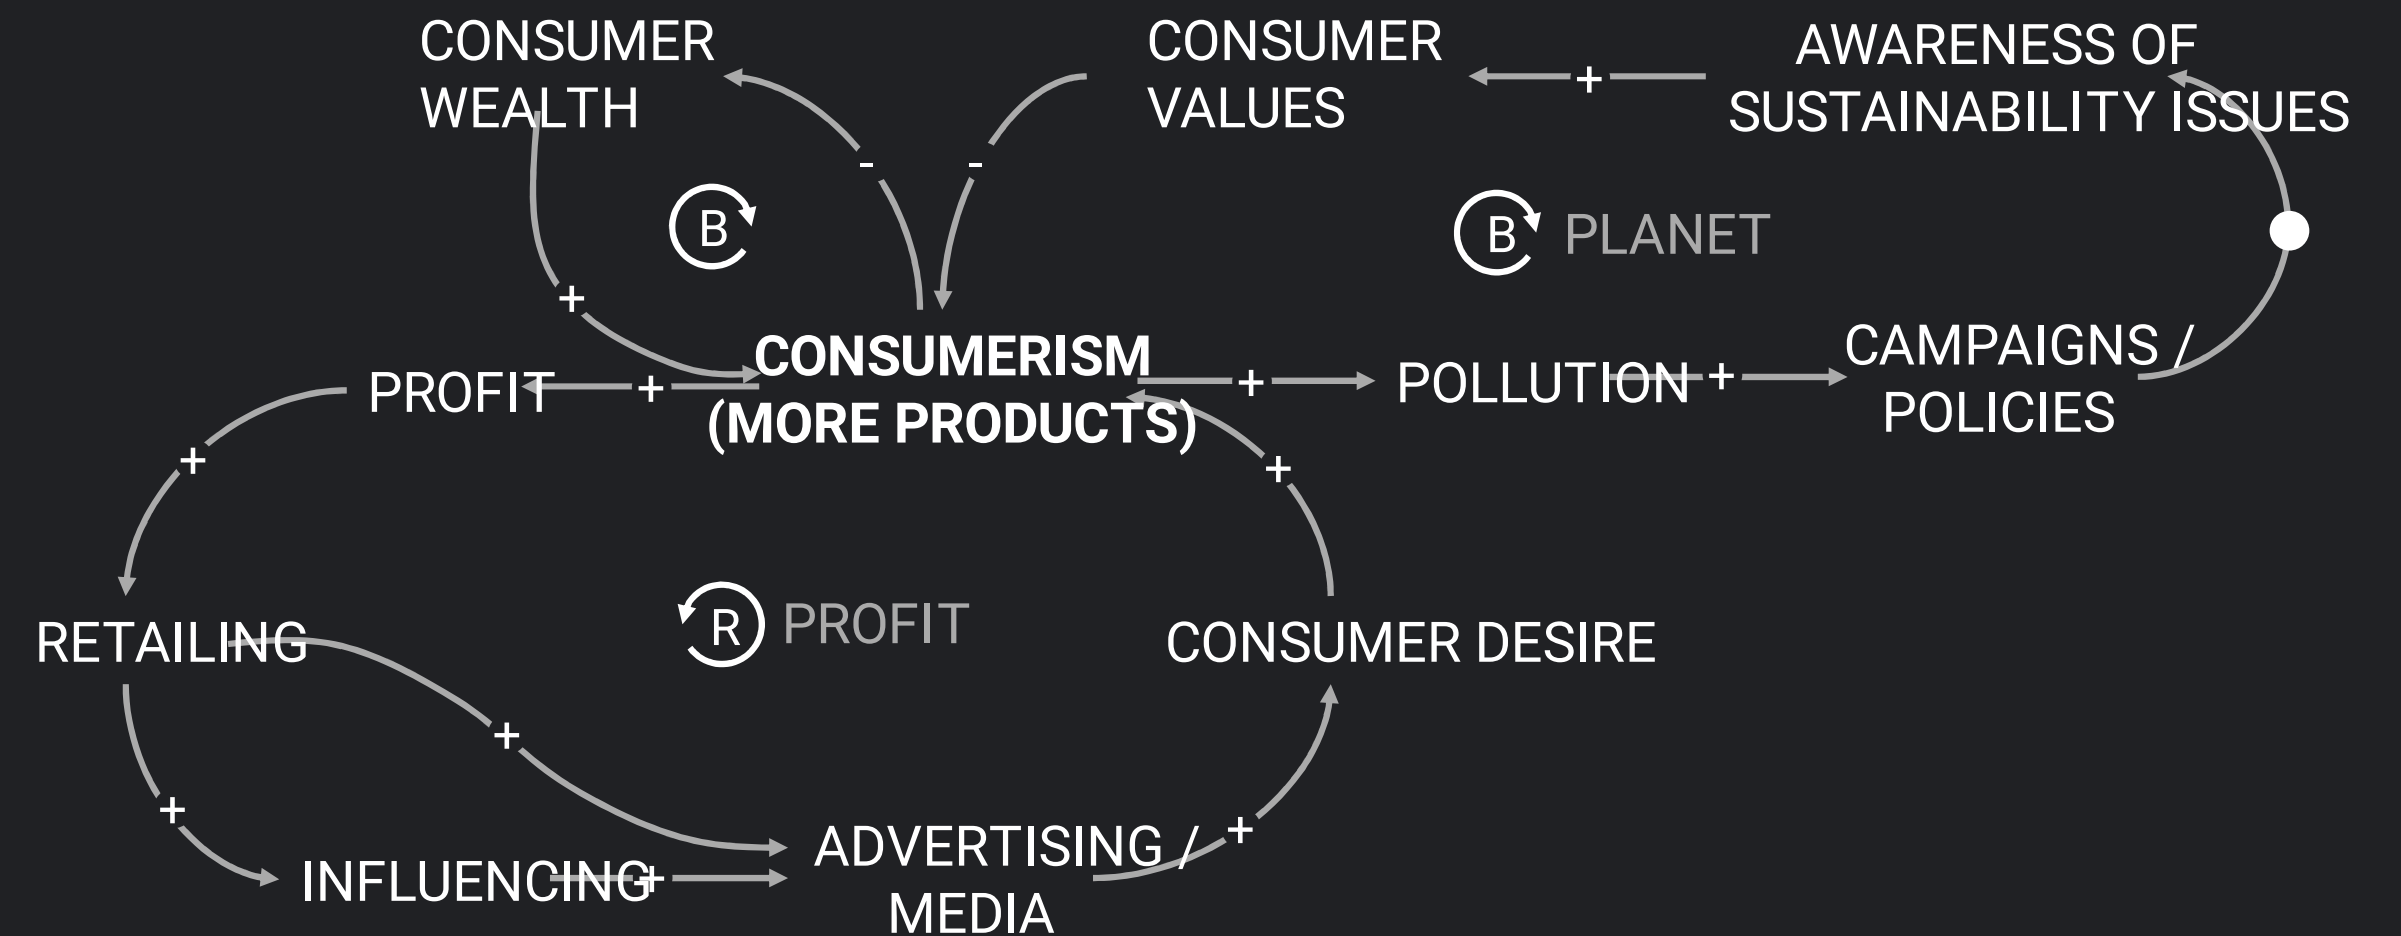 CONSUMER
WEALTH
CONSUMER
VALUES
+
AWARENESS OF
SUSTAINABILITY ISSUES
-
-
B
B
PLANET
+
PROFIT
+
CONSUMERISM
(MORE PRODUCTS)
+
POLLUTION
+
CAMPAIGNS /
POLICIES
+
+
RETAILING
R
PROFIT
CONSUMER DESIRE
+
+
+
INFLUENCING
+
ADVERTISING /
MEDIA